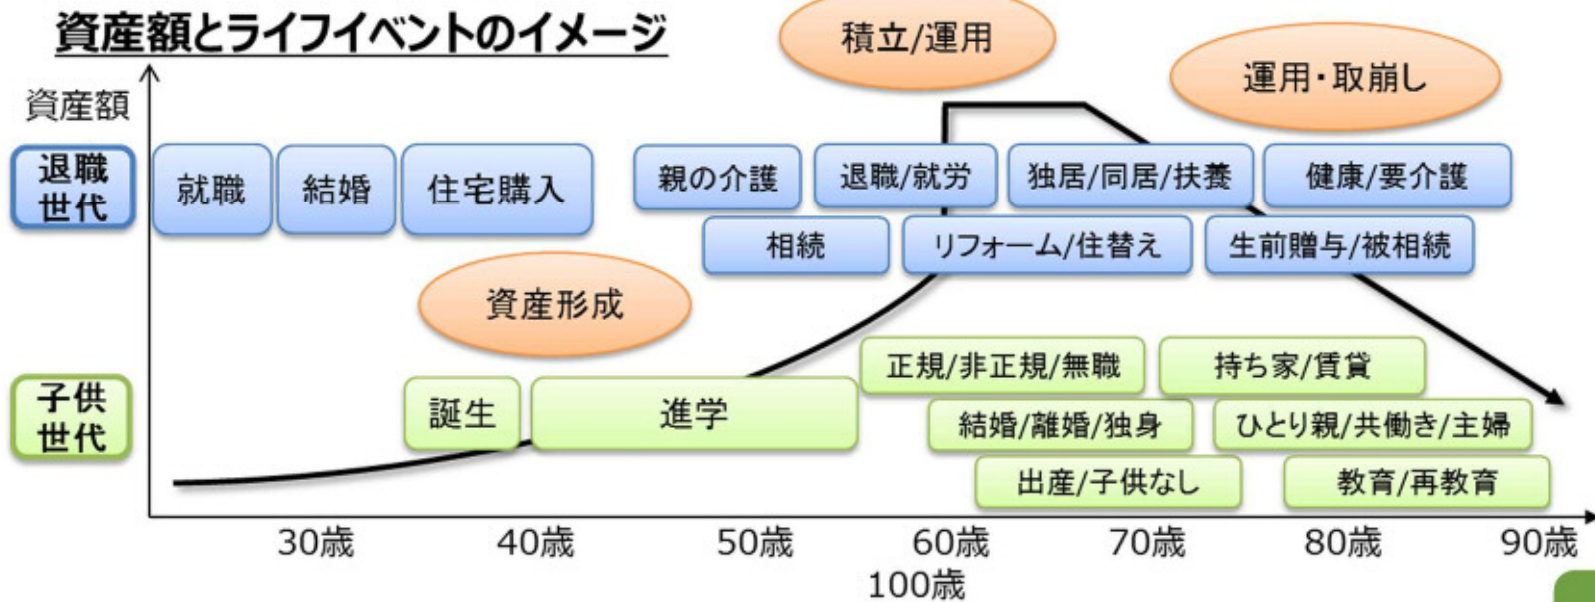 資産額とライフイベントのイメージ
積立/運用
運用・取崩し
資産額
退職
世代
就職
結婚
住宅購入
親の介護
退職/就労
独居/同居/扶養
健康/要介護
相続
リフォーム/住替え
生前贈与/被相続
資産形成
子供
世代
誕生
進学
正規/非正規/無職
持ち家/賃貸
結婚/離婚/独身
ひとり親/共働き/主婦
出産/子供なし
教育/再教育
30歳 40歳 50歳 60歳 70歳 80歳 90歳
100歳